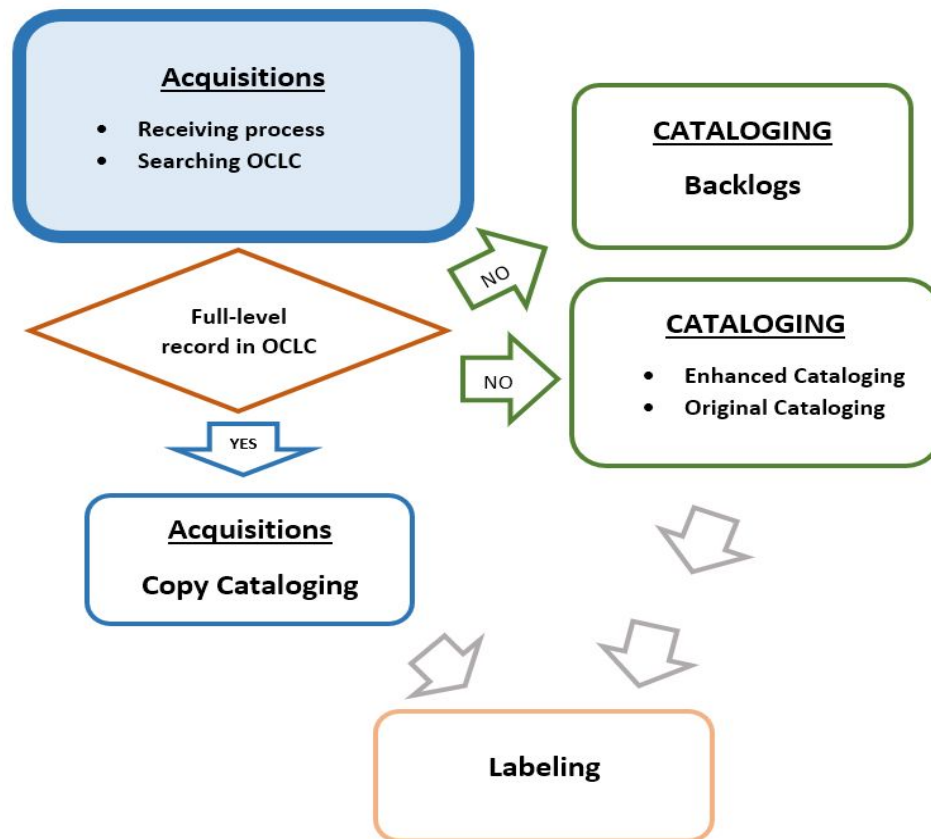 Acquisitions
• Receiving process
• Searching OCLC
CATALOGING
Backlogs
NO
Full-level
record in OCLC
NO
CATALOGING
• Enhanced Cataloging
• Original Cataloging
YES
Acquisitions
Copy Cataloging
Labeling